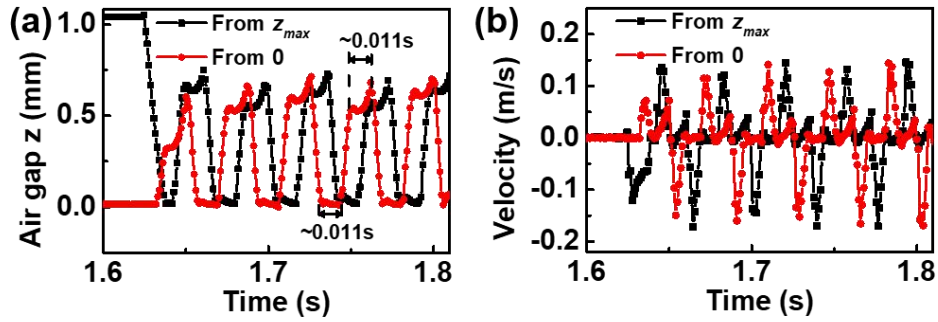 (a)
From z_max
From 0
~0.011s
~0.011s
Air gap z (mm)
1.0
0.5
0.0
1.6
1.7
1.8
Time (s)
(b)
From z_max
From 0
Velocity (m/s)
0.2
0.1
0.0
-0.1
-0.2
1.6
1.7
1.8
Time (s)